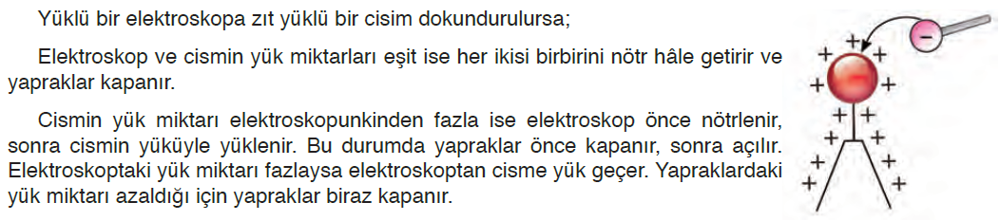 Yüklü bir elektroskopa zıt yüklü bir cisim dokundurulursa;
Elektroskop ve cismin yük miktarları eşit ise her ikisi birbirini nötr hâle getirir ve
yapraklar kapanır.
Cismin yük miktarı elektroskopunkinden fazla ise elektroskop önce nötrlenir,
sonra cismin yüküyle yüklenir. Bu durumda yapraklar önce kapanır, sonra açılır.
Elektroskoptaki yük miktarı fazlaysa elektroskoptan cisme yük geçer. Yapraklardaki
yük miktarı azaldığı için yapraklar biraz kapanır.